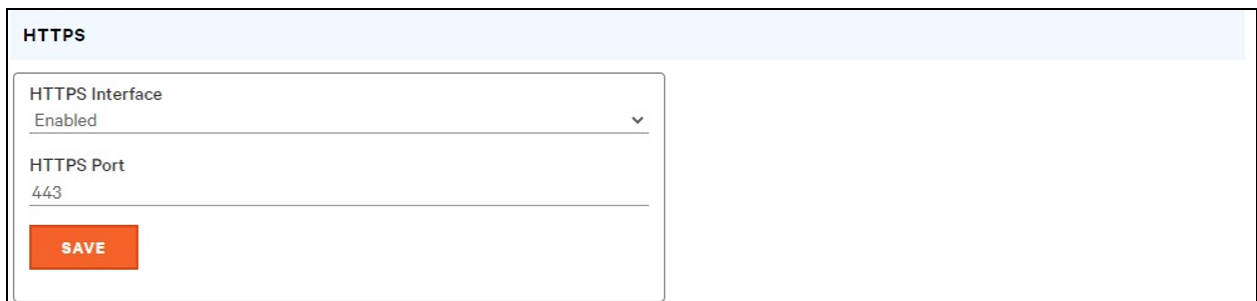 HTTPS
HTTPS Interface
Enabled
HTTPS Port
443
SAVE